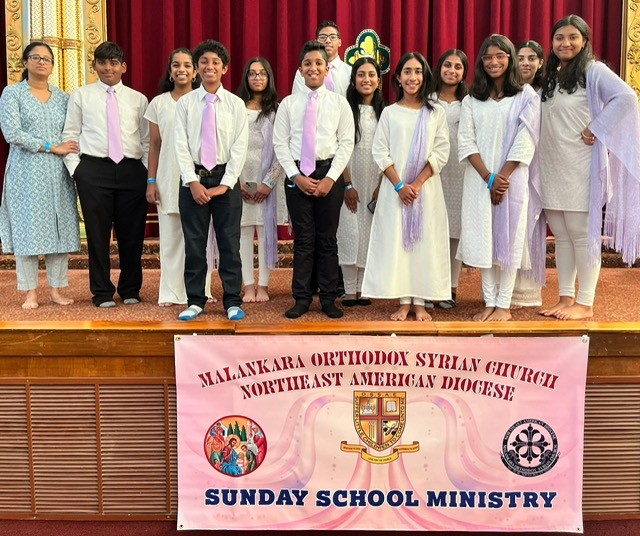 MALANKARA ORTHODOX SYRIAN CHURCH
NORTHEAST AMERICAN DIOCESE
SUNDAY SCHOOL MINISTRY